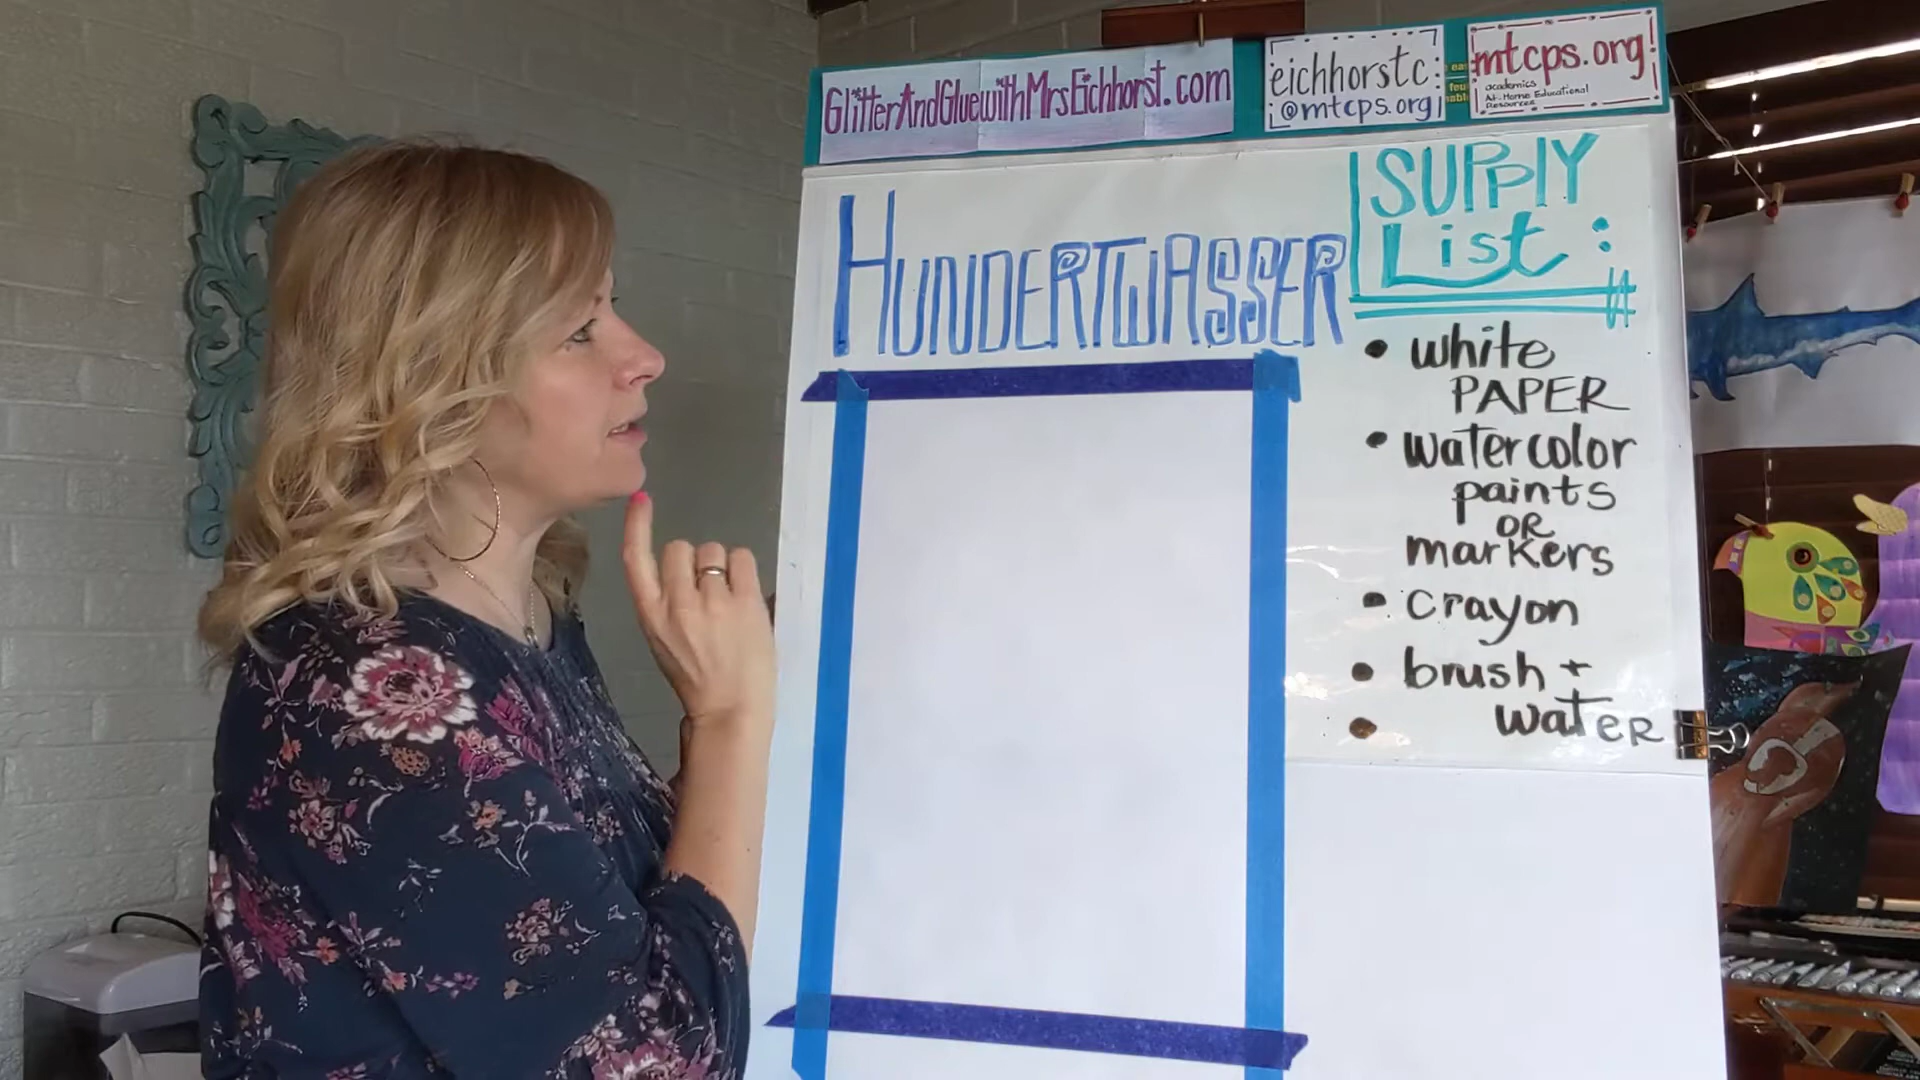 GlitterAndGluewithMrsEichhorst.com
eichhorstc
@mtcps.org
mtcps.org!
academics
At-Home Educational
Resources
HUNDERTWASSER
SUPPlY
List:
• white
PAPER
• watercolor
paints
OR
markers
• crayon
• brush +
• water